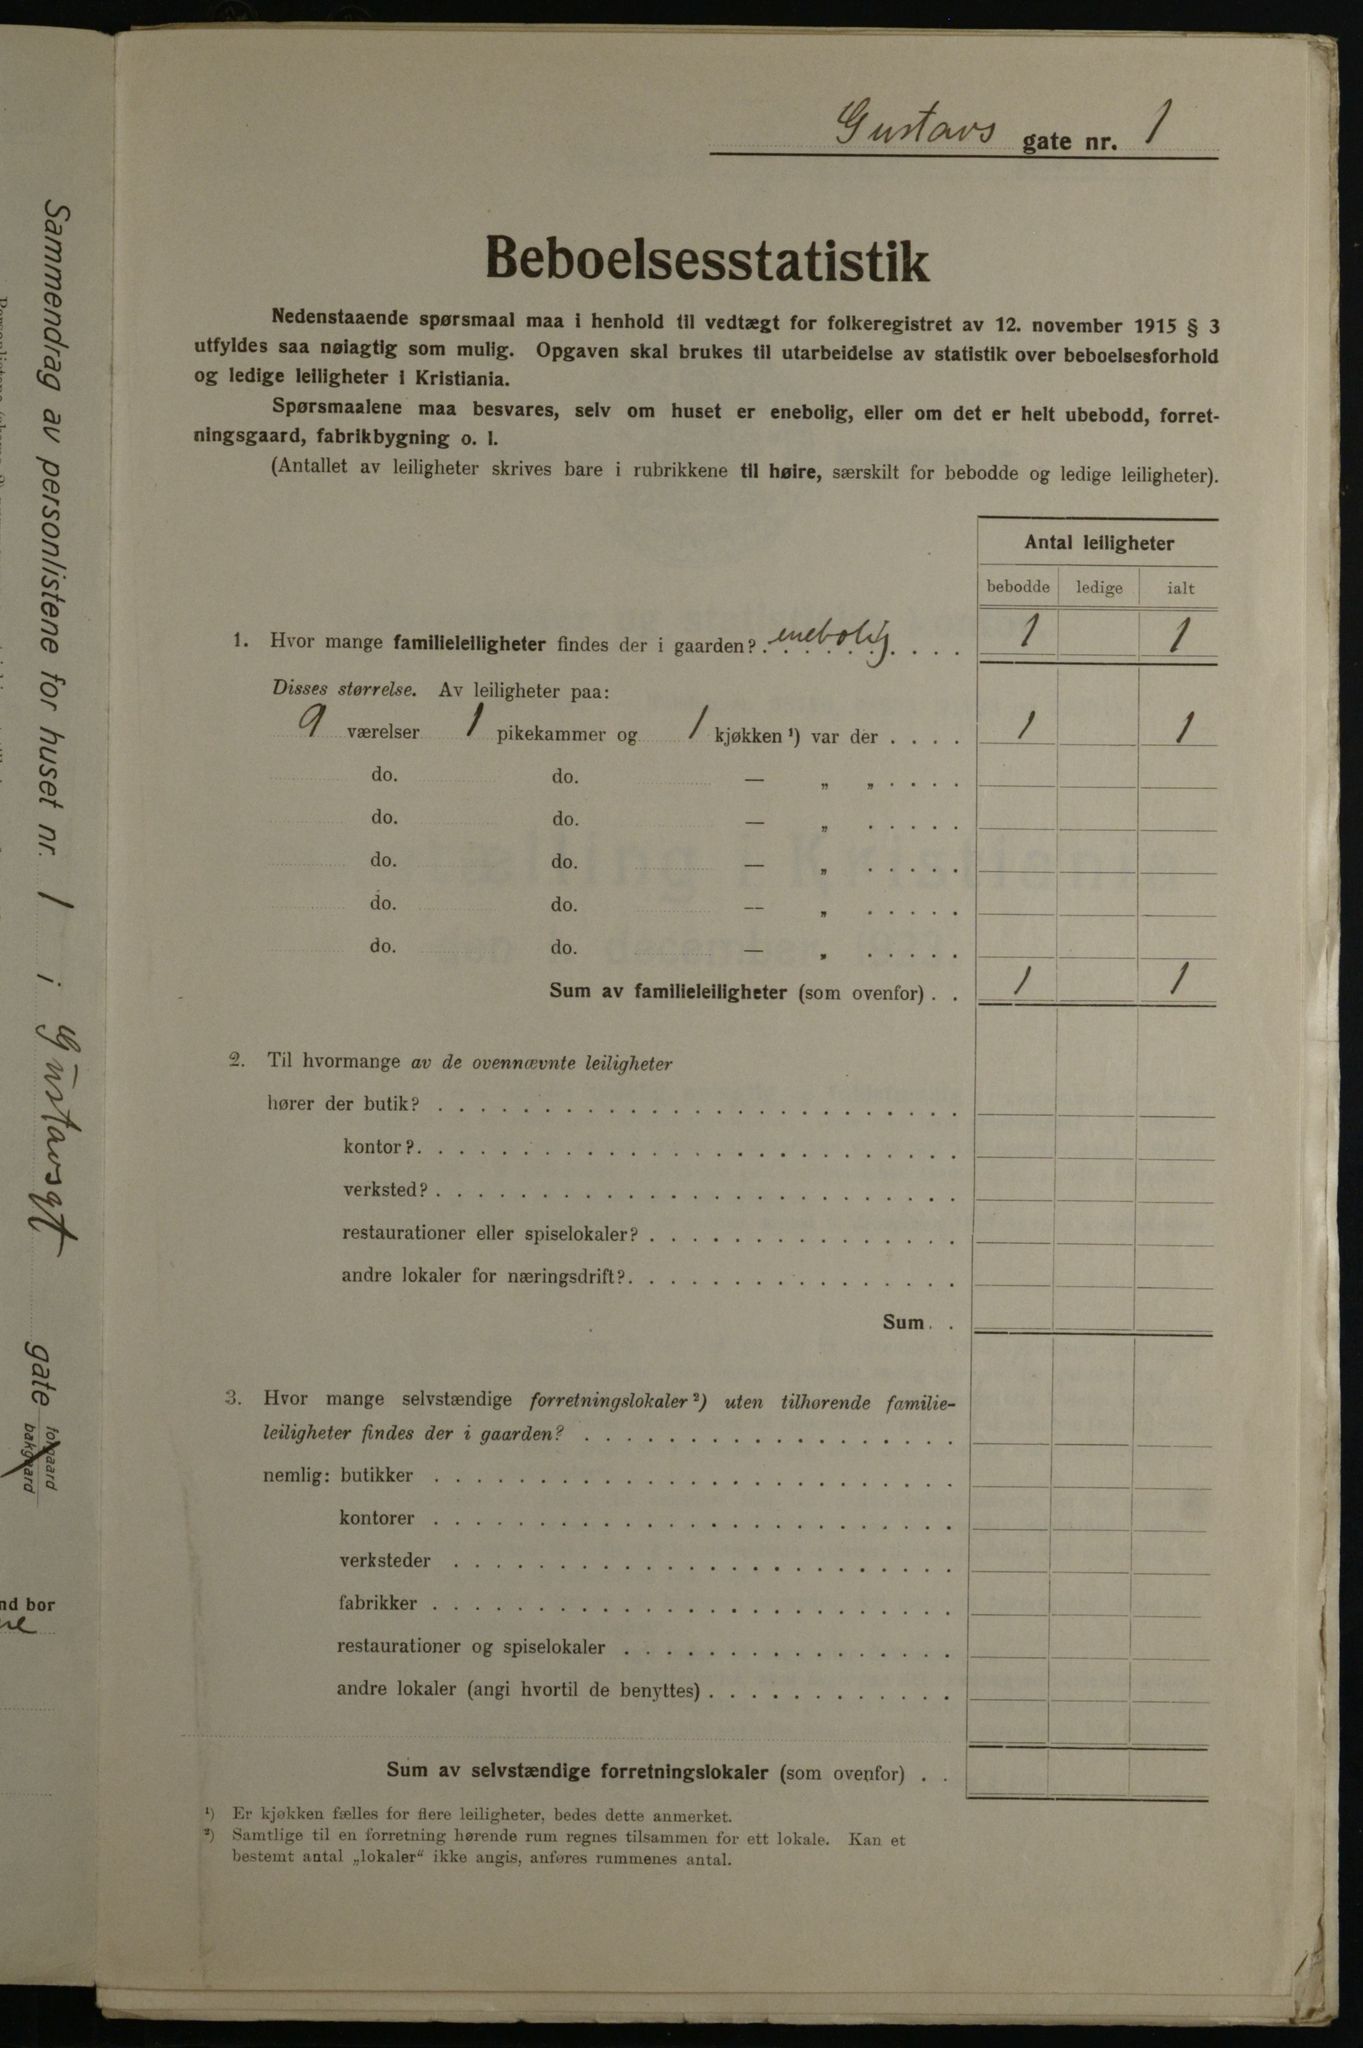 Gustavs gate nr. 1
Beboelsesstatistik
Nedenstaaende spørsmaal maa i henhold til vedtægt for folkeregistret av 12. november 1915 § 3
utfyldes saa nøiagtig som mulig. Opgaven skal brukes til utarbeidelse av statistik over beboelsesforhold
og ledige leiligheter i Kristiania.
Spørsmaalene maa besvares, selv om huset er enebolig, eller om det er helt ubebodd, forret-
ningsgaard, fabrikbygning o. l.
(Antallet av leiligheter skrives bare i rubrikkene til høire, særskilt for bebodde og ledige leiligheter).
Antal leiligheter
bebodde ledige ialt
1. Hvor mange familieleiligheter findes der i gaarden? enebolig . . . . 1 1
Disses størrelse. Av leiligheter paa:
9 værelser 1 pikekammer og 1 kjøkken ¹) var der . . . . 1 1
do. do. — „ „ . . . .
do. do. — „ . . . . .
do. do. — „ . . . . .
do. do. — „ . . . . .
do. do. — „ . . . . .
Sum av familieleiligheter (som ovenfor) . . 1 1
2. Til hvormange av de ovennævnte leiligheter
hører der butik? . . . . . . . . . . . . . . . . . . . . . . . . .
kontor? . . . . . . . . . . . . . . . . . . . . . . . . . .
verksted? . . . . . . . . . . . . . . . . . . . . . . . . .
restaurationer eller spiselokaler? . . . . . . . . . . . . . . .
andre lokaler for næringsdrift? . . . . . . . . . . . . . . . .
Sum . .
3. Hvor mange selvstændige forretningslokaler ²) uten tilhørende familie-
leiligheter findes der i gaarden? . . . . . . . . . . . . . . . . . .
nemlig: butikker . . . . . . . . . . . . . . . . . . . . . . . . .
kontorer . . . . . . . . . . . . . . . . . . . . . . . . .
verksteder . . . . . . . . . . . . . . . . . . . . . . . .
fabrikker . . . . . . . . . . . . . . . . . . . . . . . . .
restaurationer og spiselokaler . . . . . . . . . . . . . . . .
andre lokaler (angi hvortil de benyttes) . . . . . . . . . . . .
Sum av selvstændige forretningslokaler (som ovenfor) . .
¹) Er kjøkken fælles for flere leiligheter, bedes dette anmerket.
²) Samtlige til en forretning hørende rum regnes tilsammen for ett lokale. Kan et
bestemt antal „lokaler“ ikke angis, anføres rummenes antal.
Sammendrag av personlistene for huset nr. 1 i Gustavsgt gate forgaard
bakgaard
nd bor